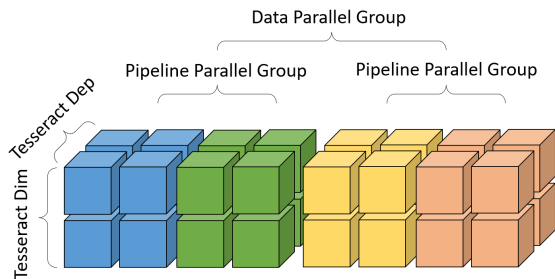 Data Parallel Group
Pipeline Parallel Group
Pipeline Parallel Group
Tesseract Dep
Tesseract Dim